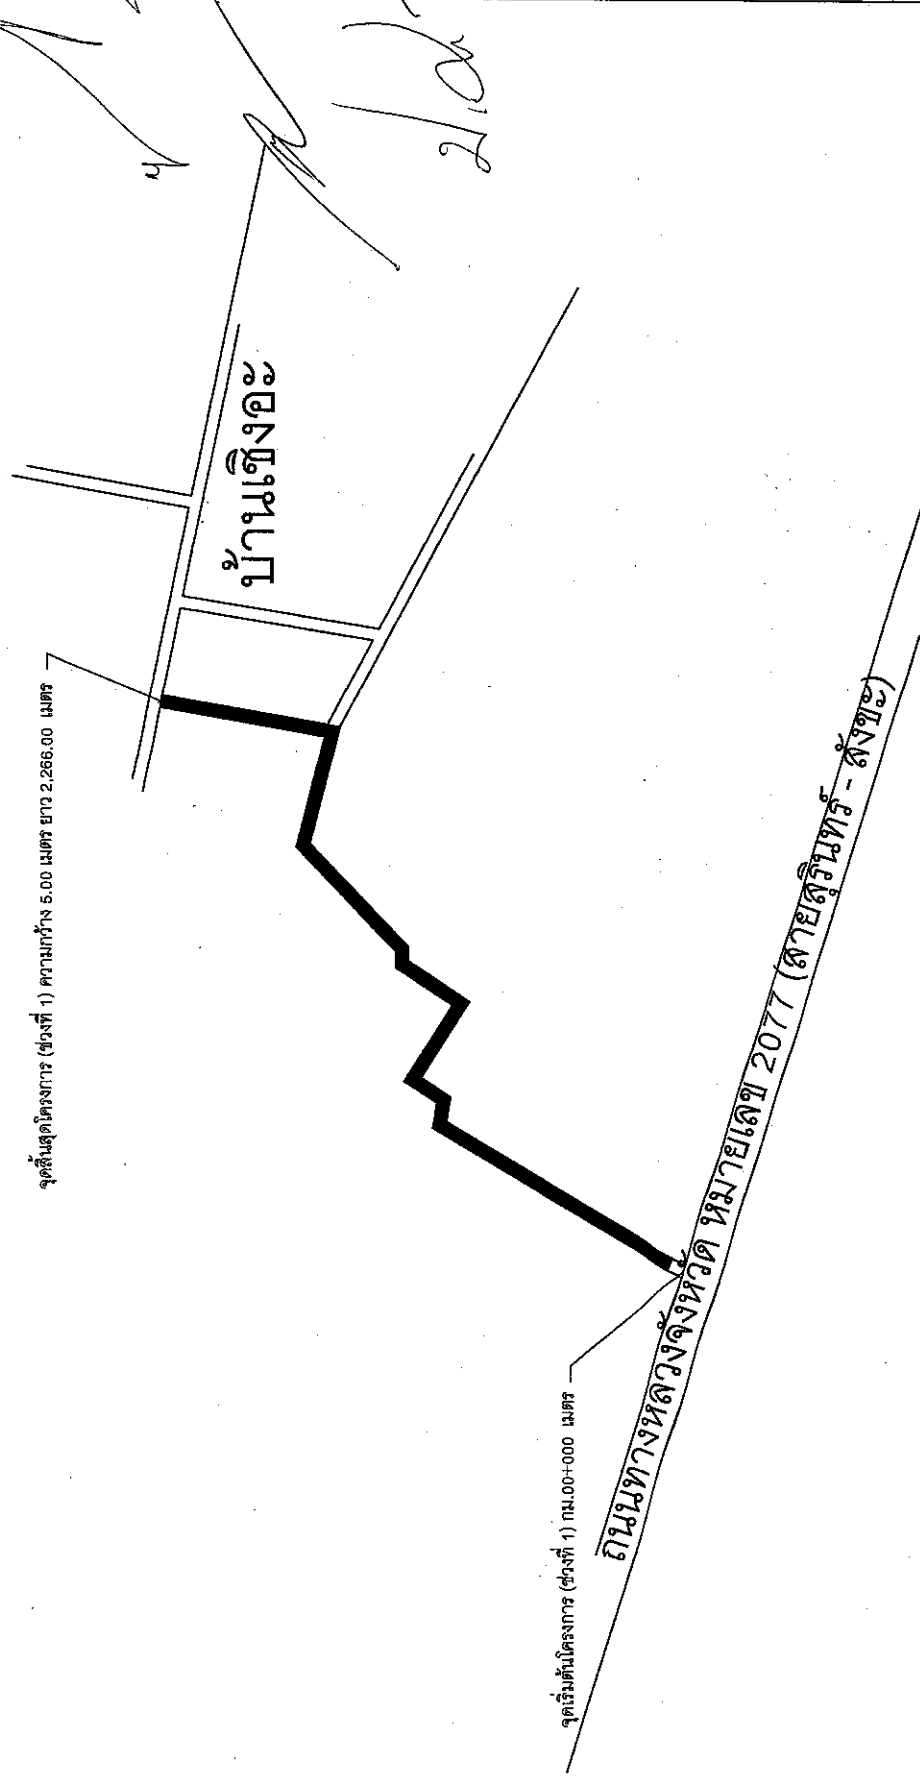 จุดสิ้นสุดโครงการ (ช่วงที่ 1) ความกว้าง 5.00 เมตร ยาว 2,266.00 เมตร
บ้านเชิงอะ
จุดเริ่มต้นโครงการ (ช่วงที่ 1) กม.00+000 เมตร
ถนนทางหลวงจังหวัด หมายเลข 2077 (สายสุรินทร์ - สังขะ)